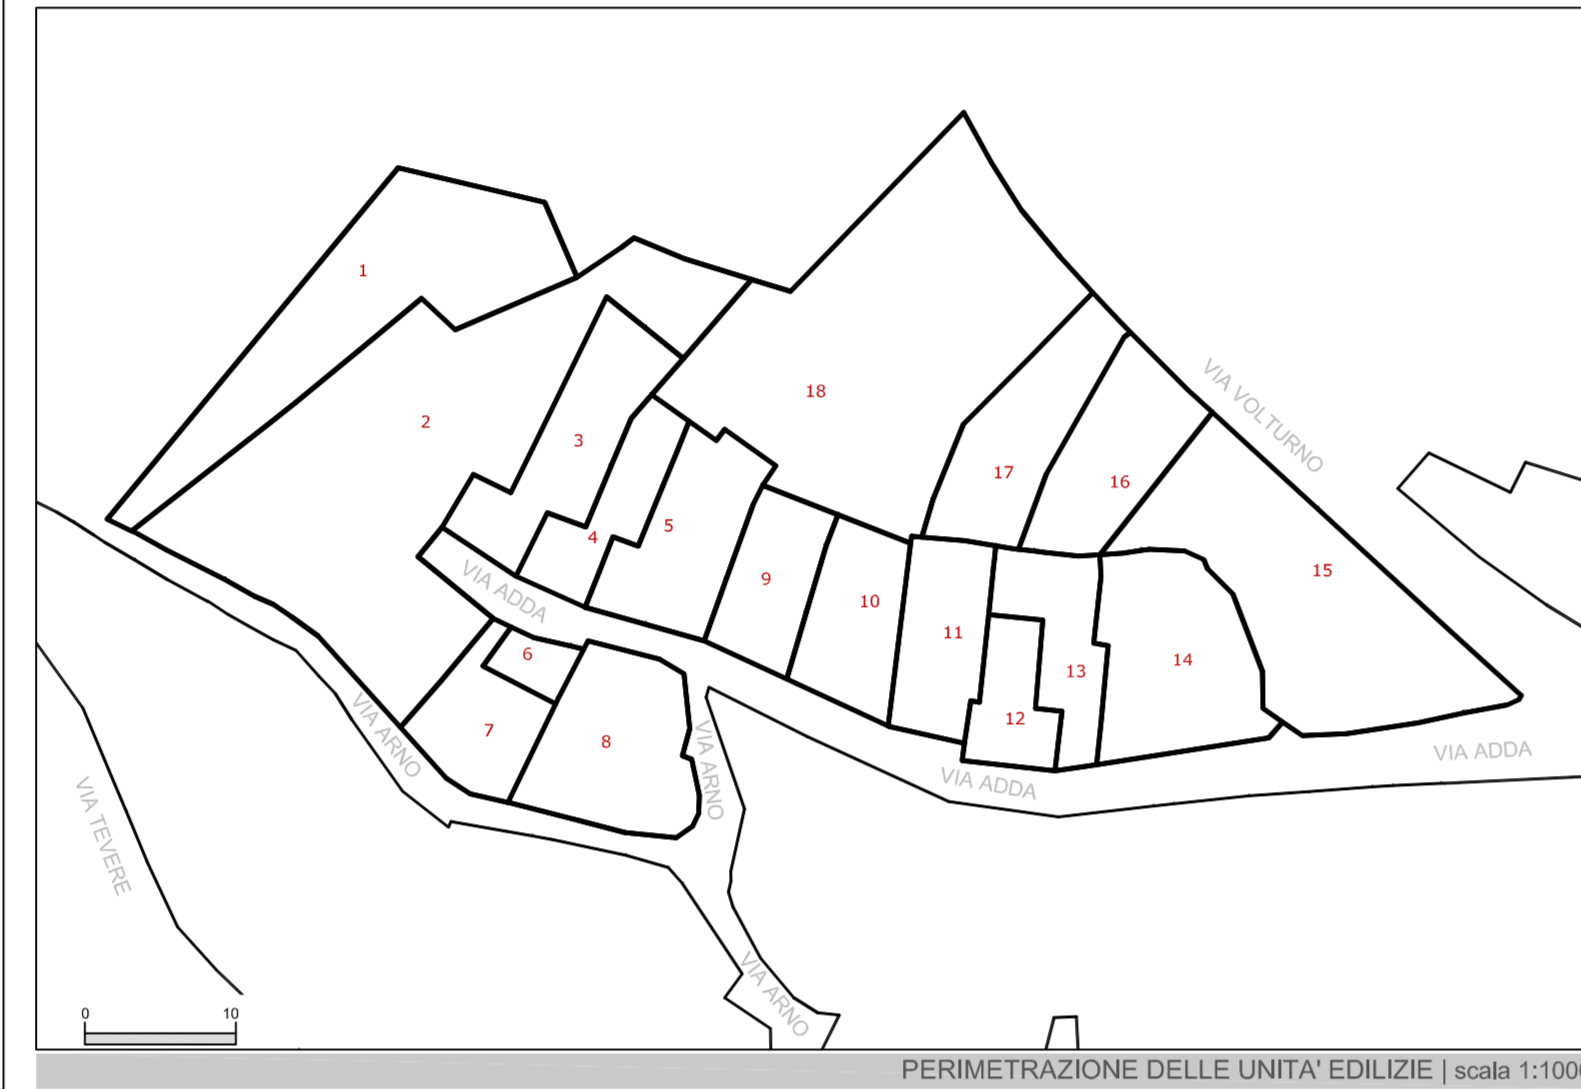 1
2
3
4
5
6
7
8
9
10
11
12
13
14
15
16
17
18
VIA VOLTURNO
VIA ADDA
VIA ARNO
VIA ARNO
VIA ADDA
VIA ADDA
VIA TEVERE
VIA ARNO
0 10
PERIMETRAZIONE DELLE UNITA' EDILIZIE | scala 1:1000